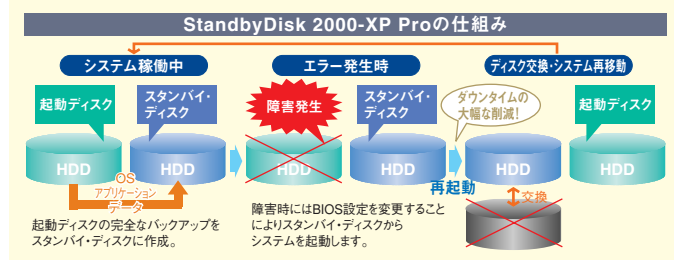 StandbyDisk 2000-XP Proの仕組み
システム稼働中
エラー発生時
ディスク交換・システム再移動
起動ディスク
スタンバイ・
ディスク
障害発生
スタンバイ・
ディスク
ダウンタイムの
大幅な削減!
起動ディスク
HDD
HDD
HDD
HDD
HDD
HDD
OS
アプリケーション
データ
再起動
交換
起動ディスクの完全なバックアップを
スタンバイ・ディスクに作成。
障害時にはBIOS設定を変更すること
によりスタンバイ・ディスクから
システムを起動します。